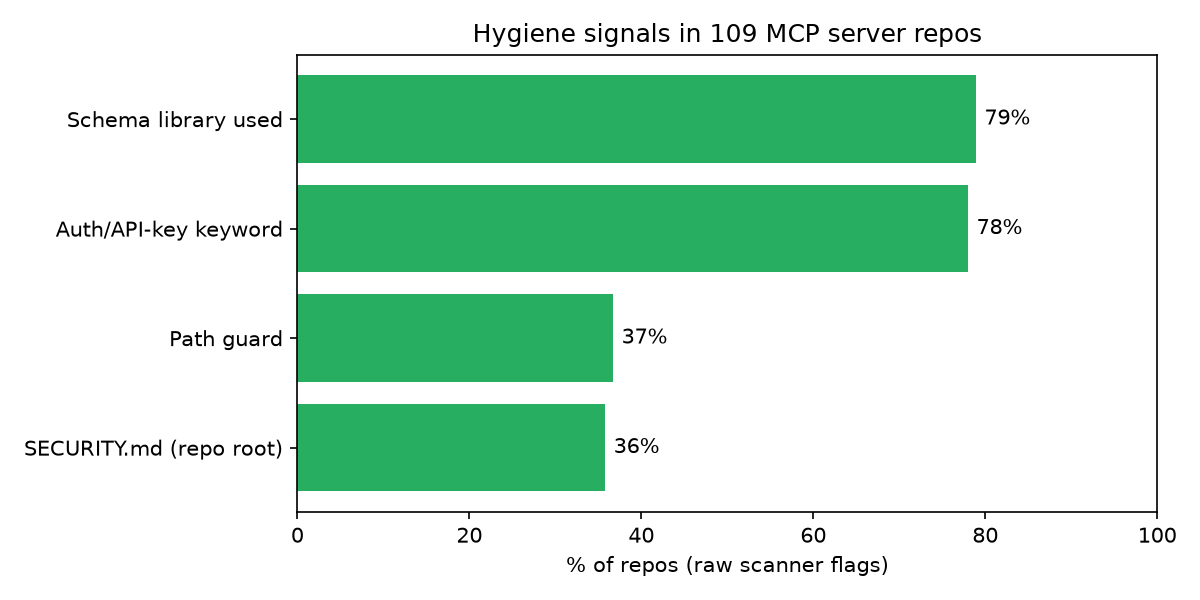 Hygiene signals in 109 MCP server repos
Schema library used
79%
Auth/API-key keyword
78%
Path guard
37%
SECURITY.md (repo root)
36%
0 20 40 60 80 100
% of repos (raw scanner flags)